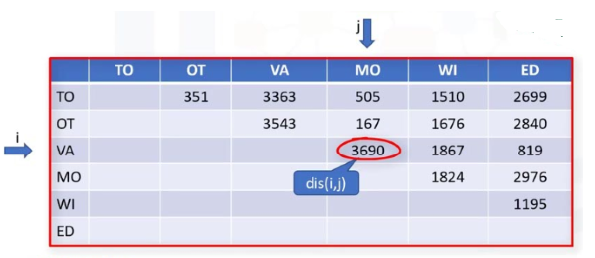 j
TO OT VA MO WI ED
TO 351 3363 505 1510 2699
OT 3543 167 1676 2840
i
VA 3690 1867 819
MO 1824 2976
dis(i,j)
WI 1195
ED